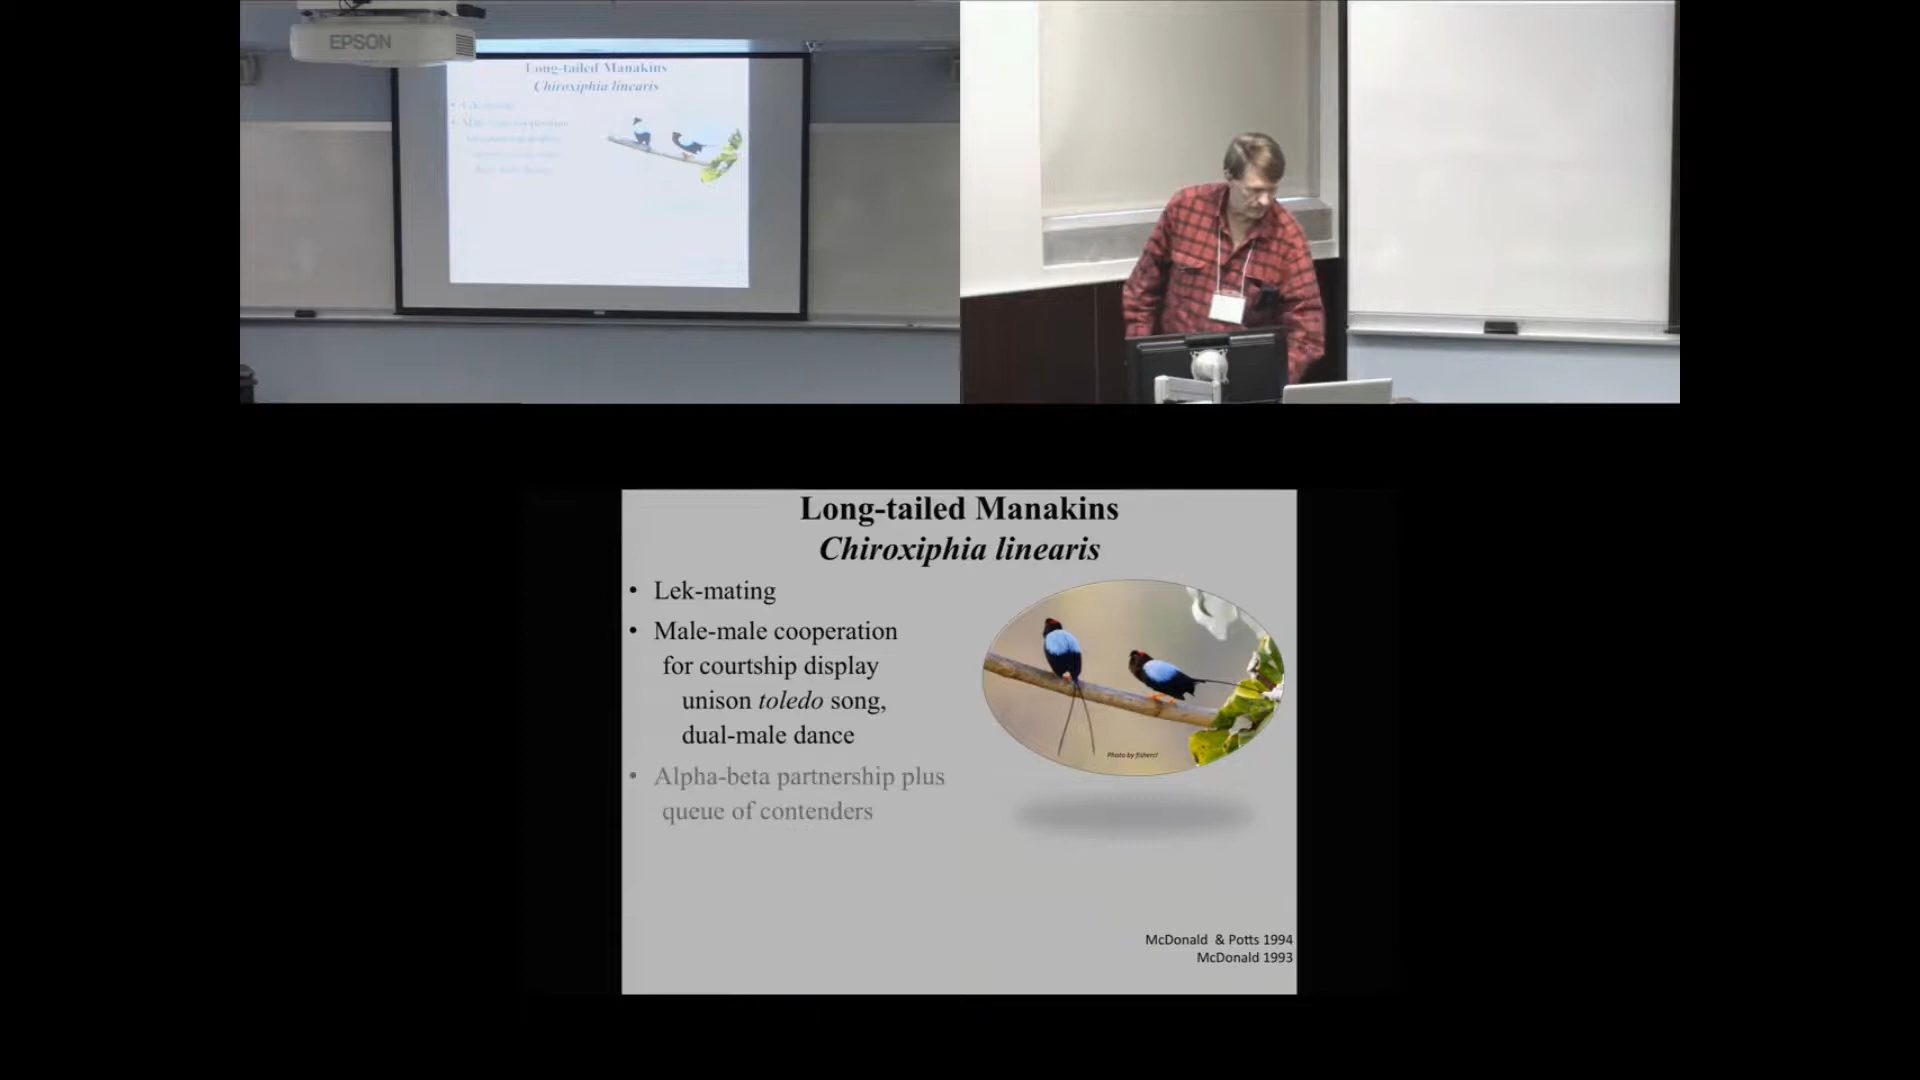 EPSON
Long-tailed Manakins
Chiroxiphia linearis
Long-tailed Manakins
Chiroxiphia linearis
• Lek-mating
• Male-male cooperation
for courtship display
unison toledo song,
dual-male dance
• Alpha-beta partnership plus
queue of contenders
Photo by fisherc!
McDonald & Potts 1994
McDonald 1993